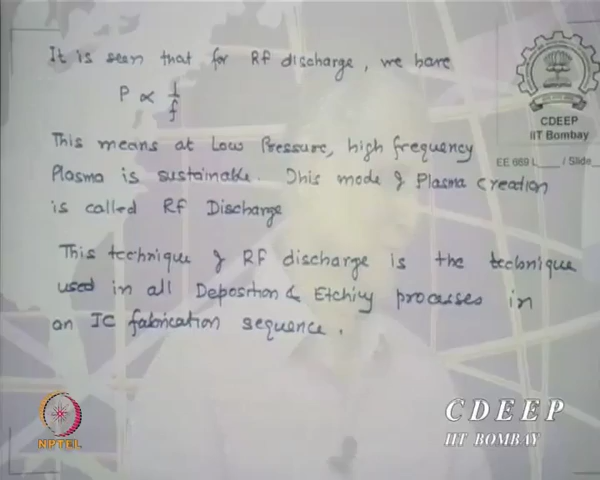 It is seen that for RF discharge, we have
P ∝ 1/f
This means at Low Pressure, high frequency
Plasma is sustainable. This mode of Plasma creation
is called RF Discharge
This technique of RF discharge is the technique
used in all Deposition & Etching processes in
an IC fabrication sequence.
CDEEP
IIT Bombay
EE 669 L____ / Slide__
NPTEL
CDEEP
IIT BOMBAY